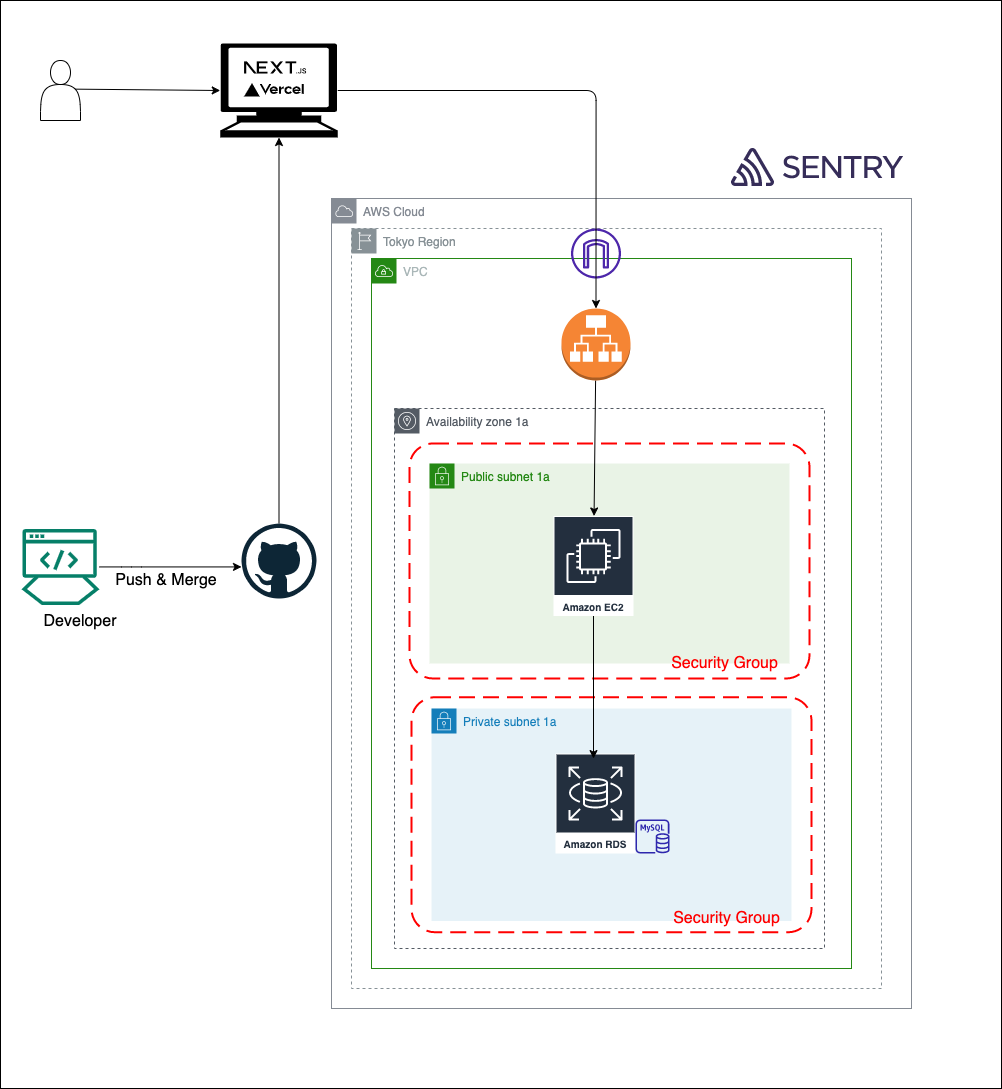 NEXT.JS
Vercel
SENTRY
AWS Cloud
Tokyo Region
VPC
Availability zone 1a
Public subnet 1a
Amazon EC2
Security Group
Push & Merge
Developer
Private subnet 1a
Amazon RDS
MySQL
Security Group